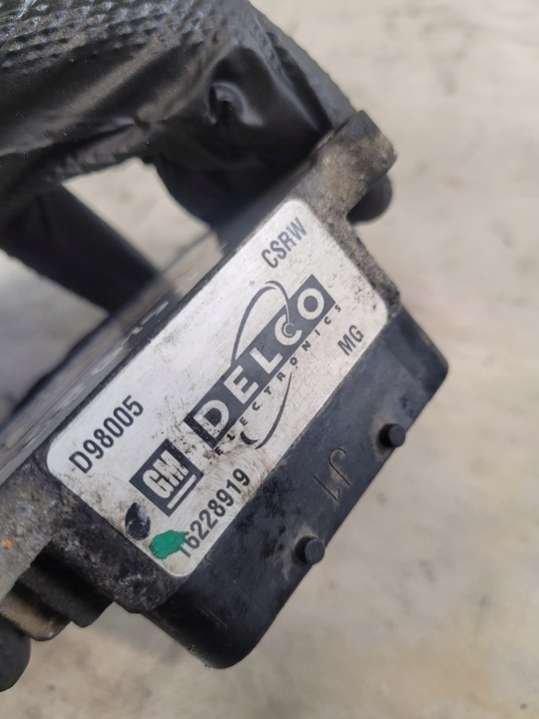 D98005
CSRW
GM
DELCO
ELECTRONICS
16228919
MG
J1